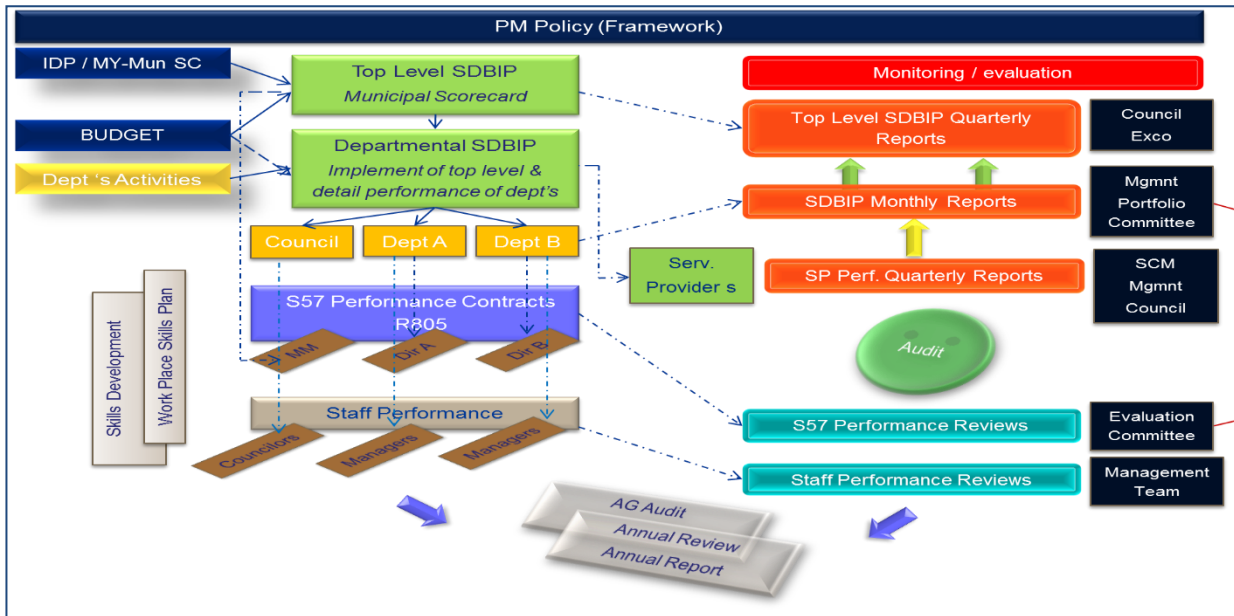 PM Policy (Framework)
IDP / MY-Mun SC
BUDGET
Dept 's Activities
Top Level SDBIP
Municipal Scorecard
Departmental SDBIP
Implement of top level &
detail performance of dept's
Council
Dept A
Dept B
Serv.
Provider s
S57 Performance Contracts
R805
MM
Dir A
Dir B
Staff Performance
Councilors
Managers
Managers
Skills Development
Work Place Skills Plan
Monitoring / evaluation
Top Level SDBIP Quarterly
Reports
Council
Exco
SDBIP Monthly Reports
Mgmnt
Portfolio
Committee
SP Perf. Quarterly Reports
SCM
Mgmnt
Council
Audit
S57 Performance Reviews
Evaluation
Committee
Staff Performance Reviews
Management
Team
AG Audit
Annual Review
Annual Report